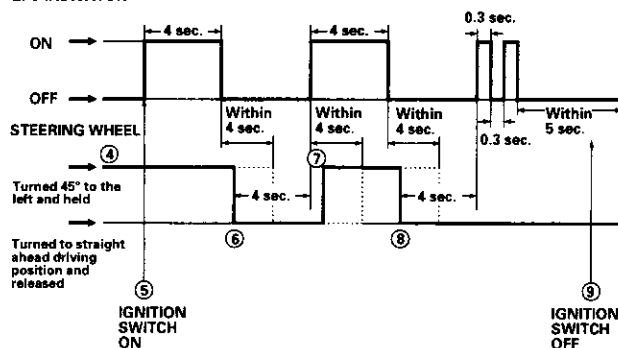 4 sec.
4 sec.
0.3 sec.
ON
OFF
Within
4 sec.
Within
4 sec.
Within
4 sec.
0.3 sec.
Within
5 sec.
STEERING WHEEL
④
⑦
Turned 45° to the
left and held
4 sec.
4 sec.
Turned to straight
ahead driving
position and
released
⑥
⑧
⑤
IGNITION
SWITCH
ON
⑨
IGNITION
SWITCH
OFF